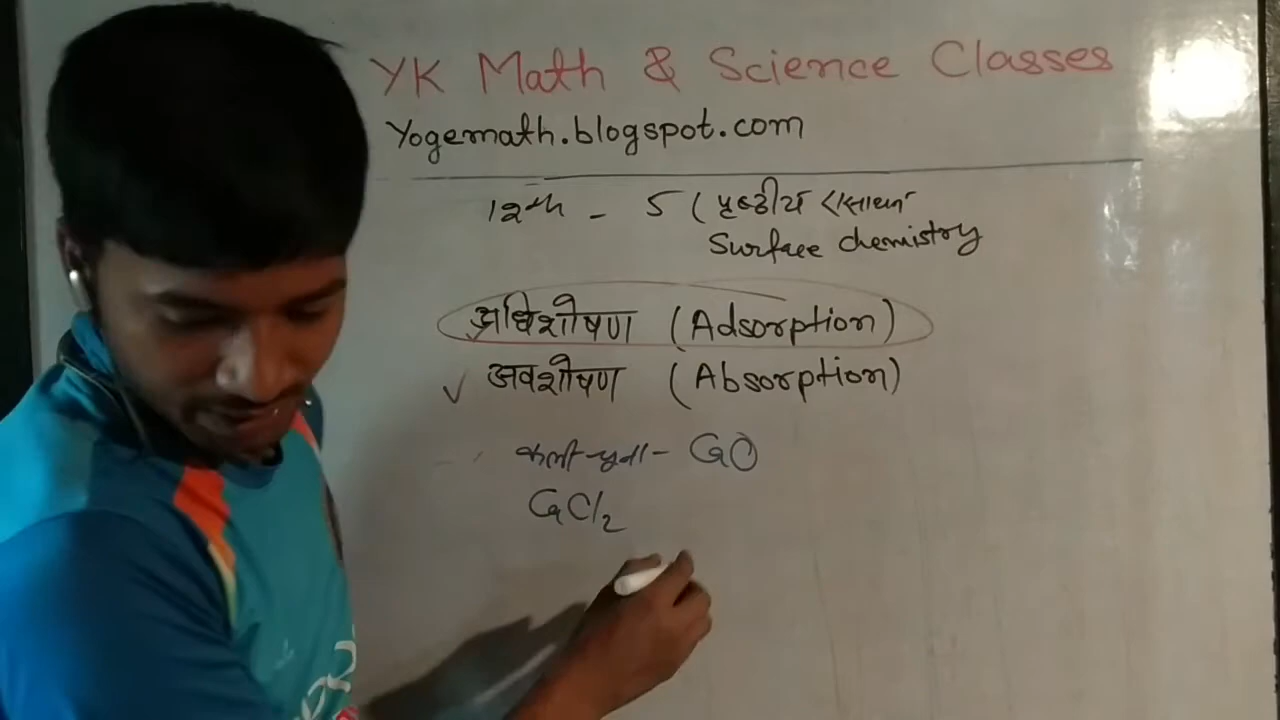 YK Math & Science Classes
Yogemath.blogspot.com
12th - 5 ( पृष्ठीय रसायन
Surface chemistry
अधिशोषण (Adsorption)
✓ अवशोषण (Absorption)
कली चुना - CaO
CaCl2